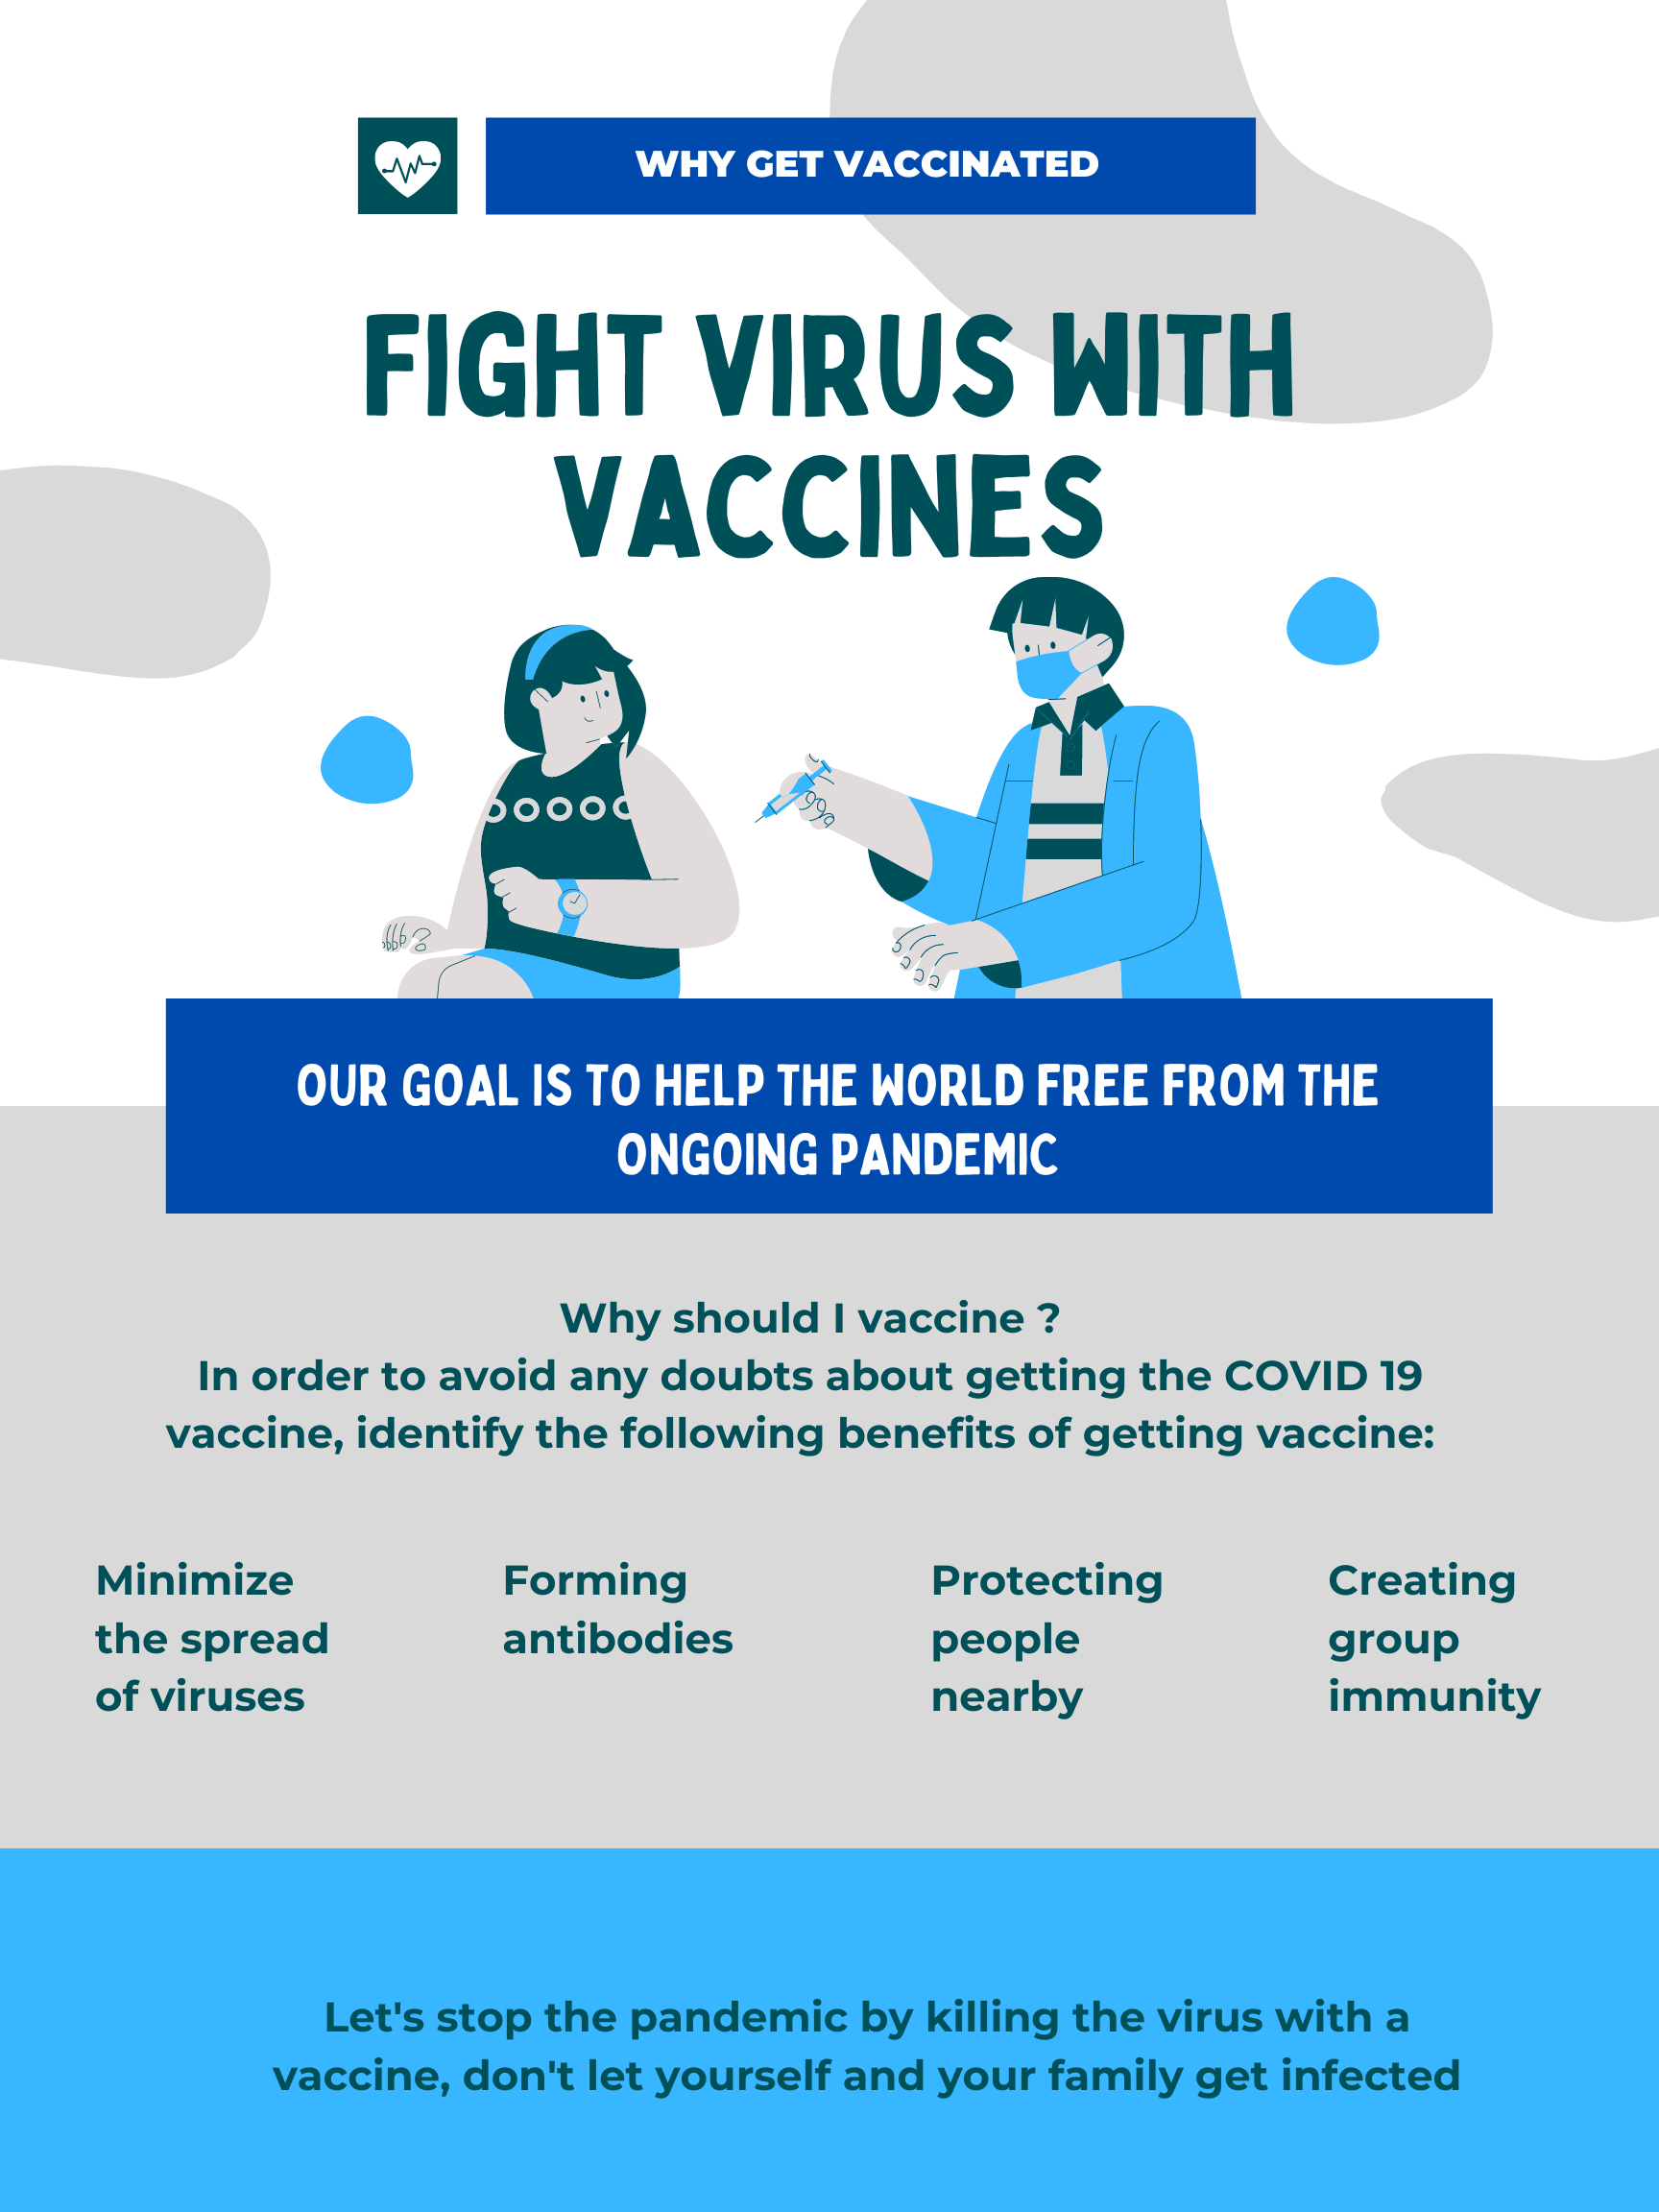 WHY GET VACCINATED
FIGHT VIRUS WITH
VACCINES
OUR GOAL IS TO HELP THE WORLD FREE FROM THE
ONGOING PANDEMIC
Why should I vaccine ?
In order to avoid any doubts about getting the COVID 19
vaccine, identify the following benefits of getting vaccine:
Minimize
the spread
of viruses
Forming
antibodies
Protecting
people
nearby
Creating
group
immunity
Let's stop the pandemic by killing the virus with a
vaccine, don't let yourself and your family get infected